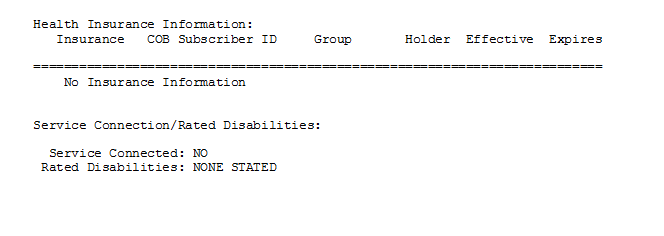 Health Insurance Information:
Insurance COB Subscriber ID Group Holder Effective Expires
===========================================================================
No Insurance Information
Service Connection/Rated Disabilities:
Service Connected: NO
Rated Disabilities: NONE STATED